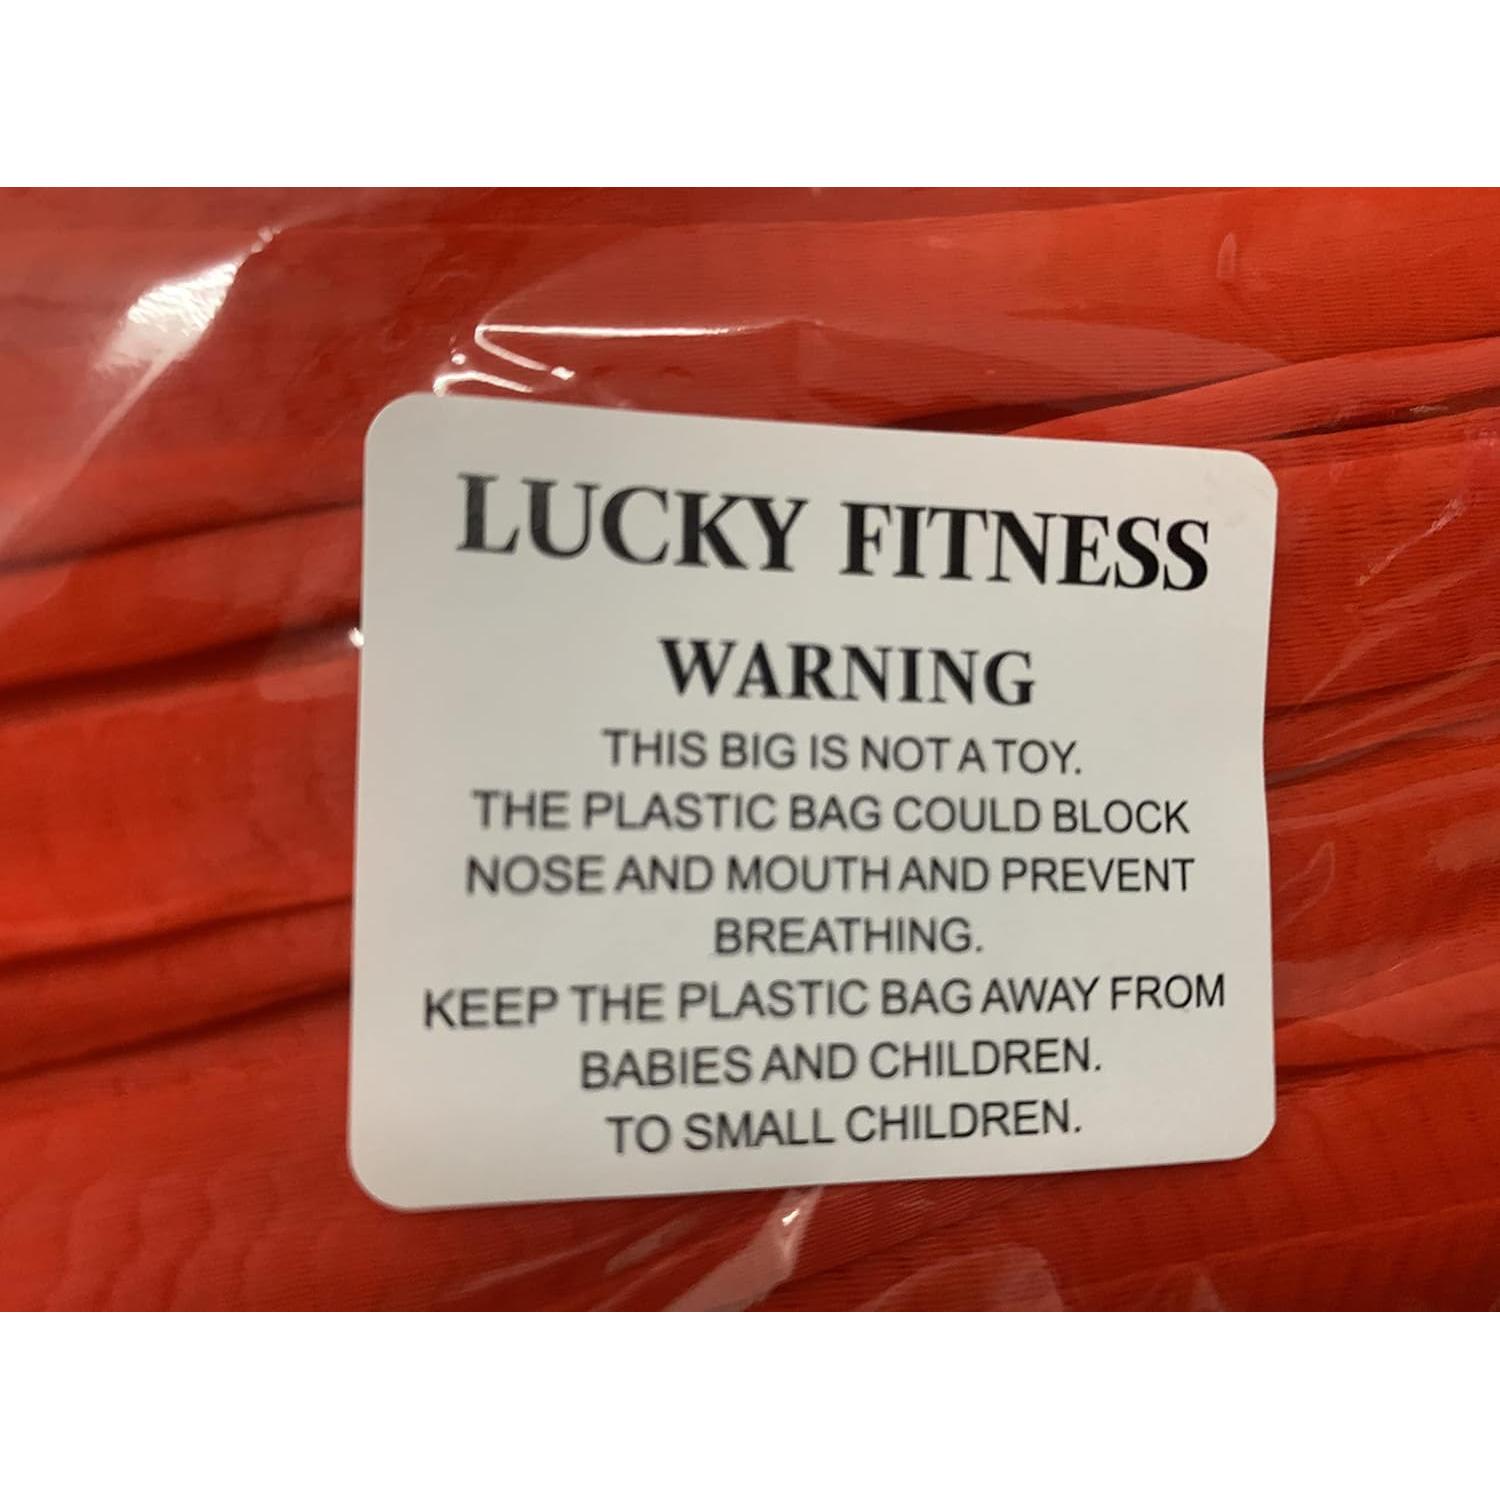 LUCKY FITNESS
WARNING
THIS BIG IS NOT A TOY.
THE PLASTIC BAG COULD BLOCK
NOSE AND MOUTH AND PREVENT
BREATHING.
KEEP THE PLASTIC BAG AWAY FROM
BABIES AND CHILDREN.
TO SMALL CHILDREN.